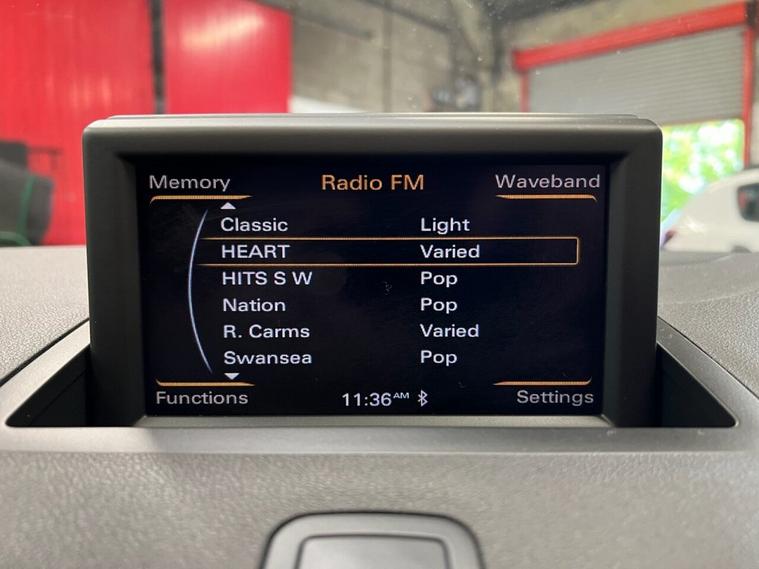 Memory Radio FM Waveband
Classic Light
HEART Varied
HITS S W Pop
Nation Pop
R. Carms Varied
Swansea Pop
Functions 11:36AM Settings